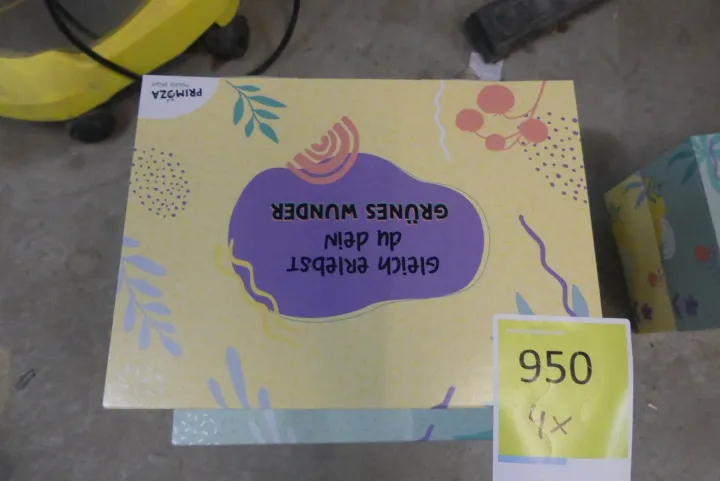 Gleich erlebst
du dein
GRÜNES WUNDER
PRIMOZA
950
4x